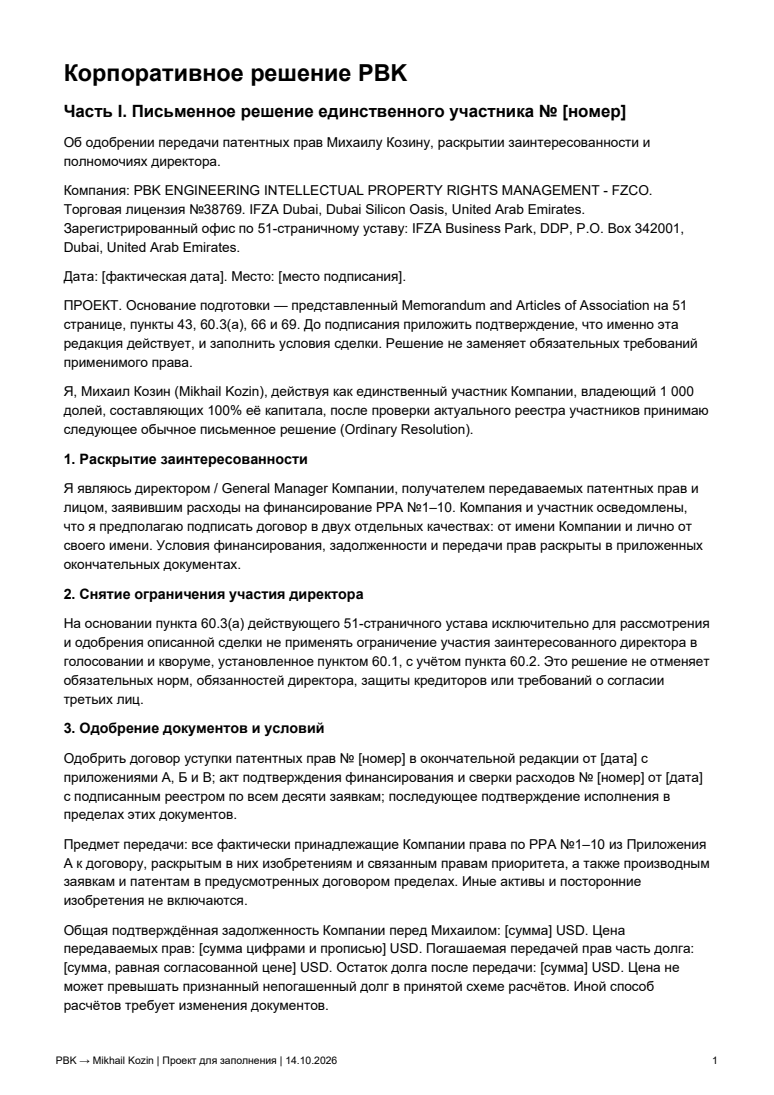 Корпоративное решение PBK
Часть I. Письменное решение единственного участника № [номер]
Об одобрении передачи патентных прав Михаилу Козину, раскрытии заинтересованности и
полномочиях директора.
Компания: PBK ENGINEERING INTELLECTUAL PROPERTY RIGHTS MANAGEMENT - FZCO.
Торговая лицензия №38769. IFZA Dubai, Dubai Silicon Oasis, United Arab Emirates.
Зарегистрированный офис по 51-страничному уставу: IFZA Business Park, DDP, P.O. Box 342001,
Dubai, United Arab Emirates.
Дата: [фактическая дата]. Место: [место подписания].
ПРОЕКТ. Основание подготовки — представленный Memorandum and Articles of Association на 51
странице, пункты 43, 60.3(a), 66 и 69. До подписания приложить подтверждение, что именно эта
редакция действует, и заполнить условия сделки. Решение не заменяет обязательных требований
применимого права.
Я, Михаил Козин (Mikhail Kozin), действуя как единственный участник Компании, владеющий 1 000
долей, составляющих 100% её капитала, после проверки актуального реестра участников принимаю
следующее обычное письменное решение (Ordinary Resolution).
1. Раскрытие заинтересованности
Я являюсь директором / General Manager Компании, получателем передаваемых патентных прав и
лицом, заявившим расходы на финансирование PPA №1–10. Компания и участник осведомлены,
что я предполагаю подписать договор в двух отдельных качествах: от имени Компании и лично от
своего имени. Условия финансирования, задолженности и передачи прав раскрыты в приложенных
окончательных документах.
2. Снятие ограничения участия директора
На основании пункта 60.3(a) действующего 51-страничного устава исключительно для рассмотрения
и одобрения описанной сделки не применять ограничение участия заинтересованного директора в
голосовании и кворуме, установленное пунктом 60.1, с учётом пункта 60.2. Это решение не отменяет
обязательных норм, обязанностей директора, защиты кредиторов или требований о согласии
третьих лиц.
3. Одобрение документов и условий
Одобрить договор уступки патентных прав № [номер] в окончательной редакции от [дата] с
приложениями А, Б и В; акт подтверждения финансирования и сверки расходов № [номер] от [дата]
с подписанным реестром по всем десяти заявкам; последующее подтверждение исполнения в
пределах этих документов.
Предмет передачи: все фактически принадлежащие Компании права по PPA №1–10 из Приложения
А к договору, раскрытым в них изобретениям и связанным правам приоритета, а также производным
заявкам и патентам в предусмотренных договором пределах. Иные активы и посторонние
изобретения не включаются.
Общая подтверждённая задолженность Компании перед Михаилом: [сумма] USD. Цена
передаваемых прав: [сумма цифрами и прописью] USD. Погашаемая передачей прав часть долга:
[сумма, равная согласованной цене] USD. Остаток долга после передачи: [сумма] USD. Цена не
может превышать признанный непогашенный долг в принятой схеме расчётов. Иной способ
расчётов требует изменения документов.
PBK → Mikhail Kozin | Проект для заполнения | 14.10.2026
1